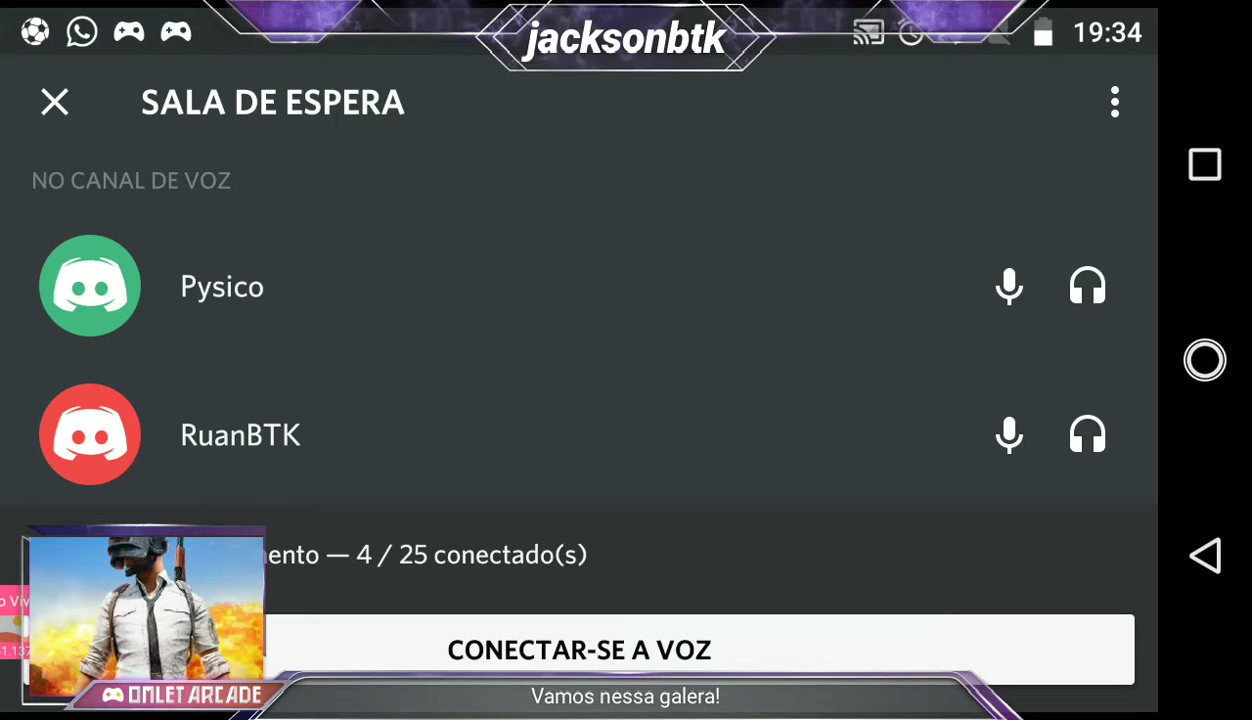 jacksonbtk
19:34
SALA DE ESPERA
NO CANAL DE VOZ
Pysico
RuanBTK
— 4 / 25 conectado(s)
CONECTAR-SE A VOZ
OMLET ARCADE
Vamos nessa galera!